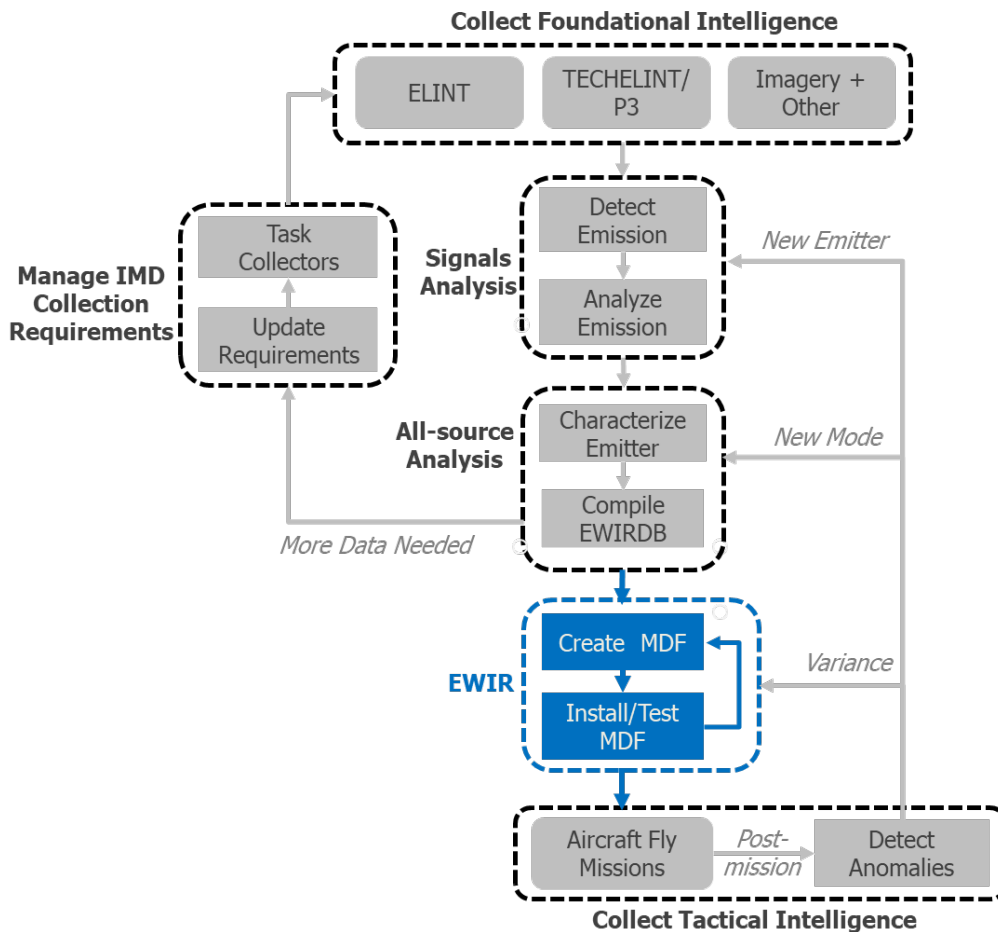 Collect Foundational Intelligence
ELINT
TECHELINT/
P3
Imagery +
Other
Detect
Emission
Analyze
Emission
Signals
Analysis
New Emitter
Task
Collectors
Update
Requirements
Manage IMD
Collection
Requirements
Characterize
Emitter
Compile
EWIRDB
All-source
Analysis
New Mode
More Data Needed
Create MDF
Install/Test
MDF
EWIR
Variance
Aircraft Fly
Missions
Post-
mission
Detect
Anomalies
Collect Tactical Intelligence